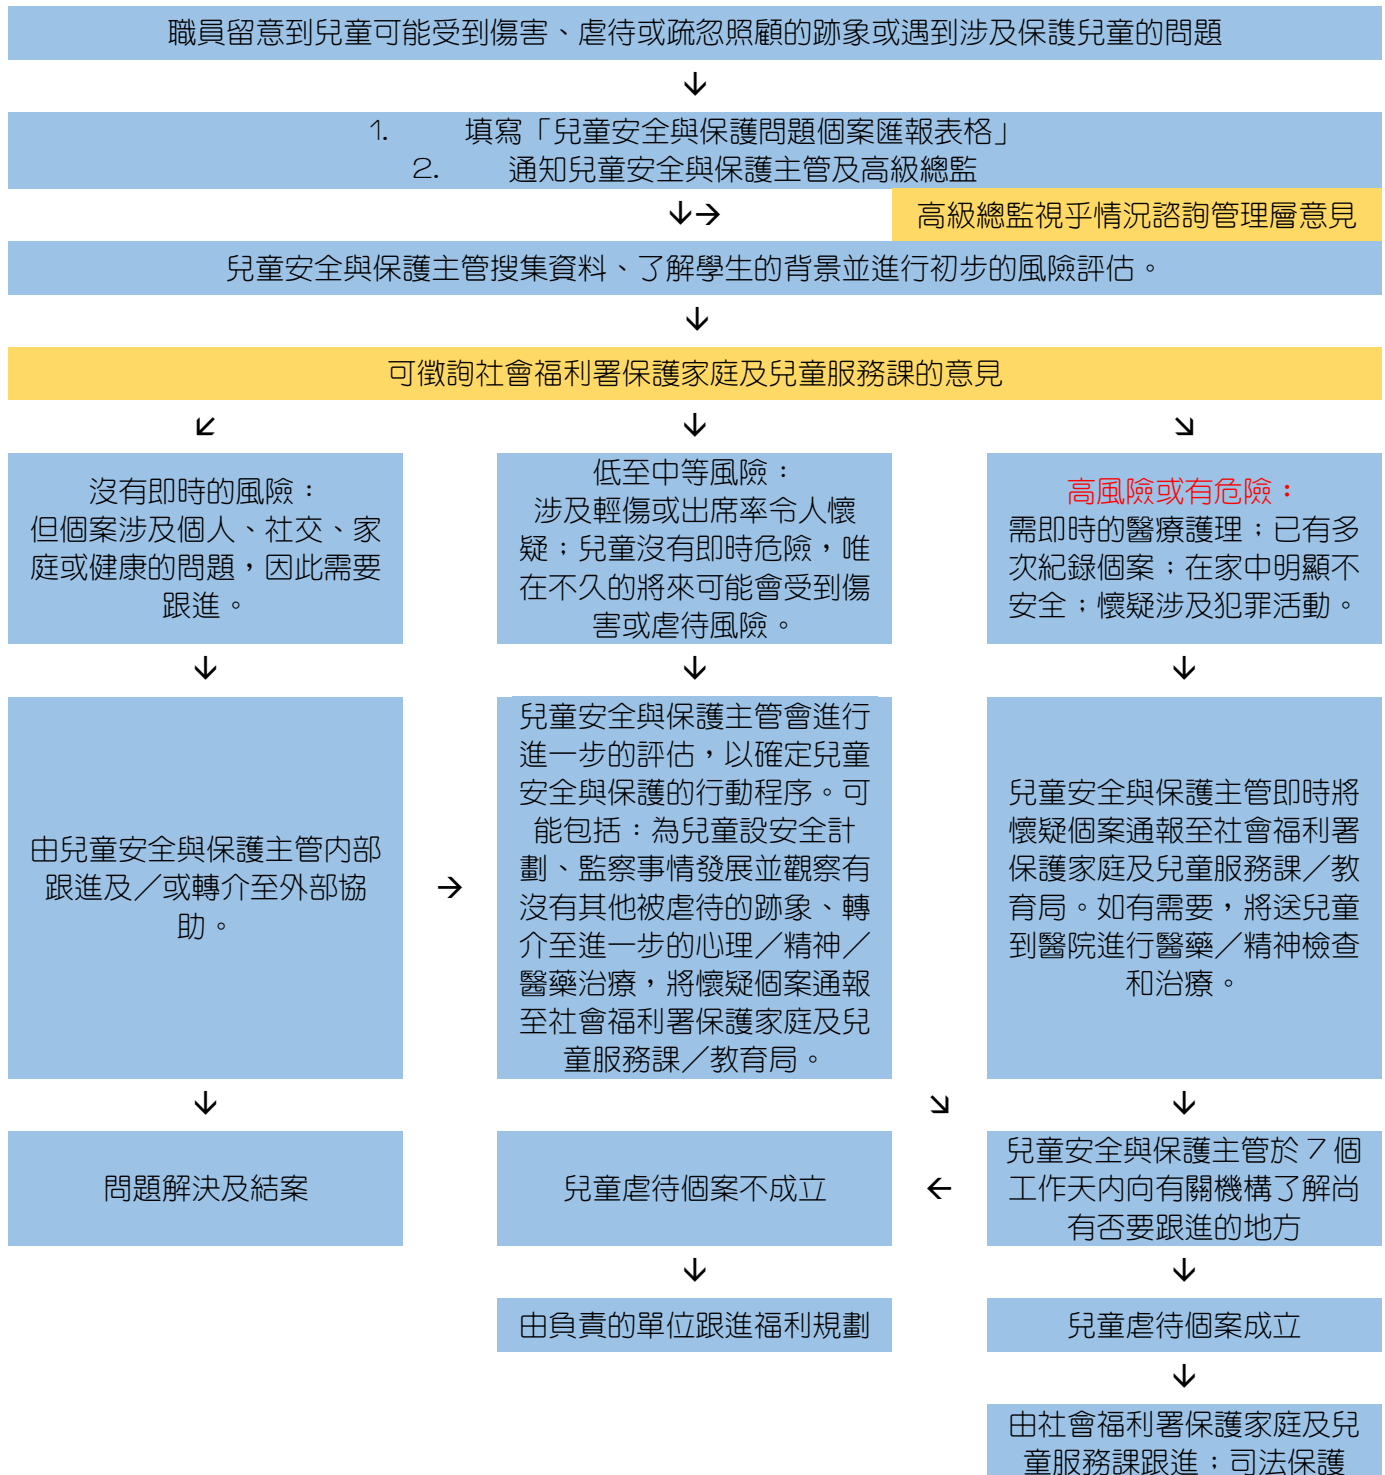 職員留意到兒童可能受到傷害、虐待或疏忽照顧的跡象或遇到涉及保護兒童的問題
↓
1. 填寫「兒童安全與保護問題個案匯報表格」
2. 通知兒童安全與保護主管及高級總監
↓→ 高級總監視乎情況諮詢管理層意見
兒童安全與保護主管搜集資料、了解學生的背景並進行初步的風險評估。
↓
可徵詢社會福利署保護家庭及兒童服務課的意見
↙ ↓ ↘
沒有即時的風險：
但個案涉及個人、社交、家
庭或健康的問題，因此需要
跟進。
低至中等風險：
涉及輕傷或出席率令人懷
疑；兒童沒有即時危險，唯
在不久的將來可能會受到傷
害或虐待風險。
高風險或有危險：
需即時的醫療護理；已有多
次紀錄個案；在家中明顯不
安全；懷疑涉及犯罪活動。
↓ ↓ ↓
由兒童安全與保護主管內部
跟進及／或轉介至外部協
助。
→
兒童安全與保護主管會進行
進一步的評估，以確定兒童
安全與保護的行動程序。可
能包括：為兒童設安全計
劃、監察事情發展並觀察有
沒有其他被虐待的跡象、轉
介至進一步的心理／精神／
醫藥治療，將懷疑個案通報
至社會福利署保護家庭及兒
童服務課／教育局。
兒童安全與保護主管即時將
懷疑個案通報至社會福利署
保護家庭及兒童服務課／教
育局。如有需要，將送兒童
到醫院進行醫藥／精神檢查
和治療。
↓ ↘ ↓
問題解決及結案
兒童虐待個案不成立
←
兒童安全與保護主管於 7 個
工作天內向有關機構了解尚
有否要跟進的地方
↓ ↓
由負責的單位跟進福利規劃
兒童虐待個案成立
↓
由社會福利署保護家庭及兒
童服務課跟進；司法保護